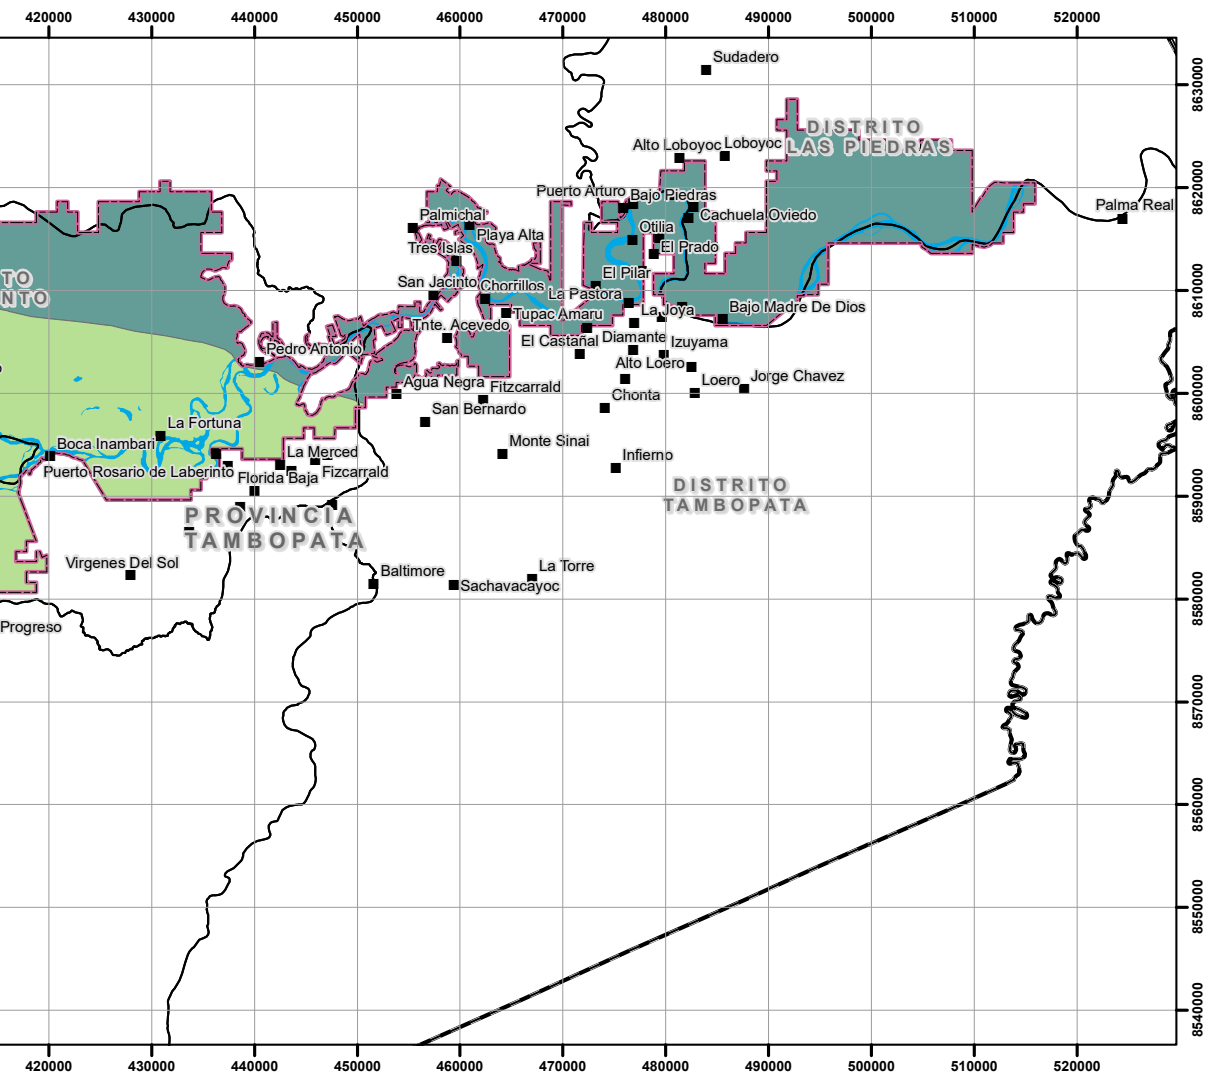 420000 430000 440000 450000 460000 470000 480000 490000 500000 510000 520000
Sudadero
8630000
DISTRITO
LAS PIEDRAS
Alto Loboyoc
Loboyoc
Puerto Arturo
Bajo Piedras
8620000
Palma Real
Palmichal
Cachuela Oviedo
Otilia
Playa Alta
Tres Islas
El Prado
TO
NTO
El Pilar
San Jacinto
Chorrillos
La Pastora
8610000
Tupac Amaru
La Joya
Bajo Madre De Dios
Tnte. Acevedo
El Castañal
Diamante
Izuyama
Pedro Antonio
Alto Loero
Agua Negra
Fitzcarrald
Loero
Jorge Chavez
8600000
Chonta
San Bernardo
La Fortuna
Boca Inambari
Monte Sinai
La Merced
Infierno
Puerto Rosario de Laberinto
Florida Baja
Fizcarrald
DISTRITO
TAMBOPATA
8590000
PROVINCIA
TAMBOPATA
Virgenes Del Sol
Baltimore
La Torre
Sachavacayoc
8580000
Progreso
8570000
8560000
8550000
8540000
420000 430000 440000 450000 460000 470000 480000 490000 500000 510000 520000